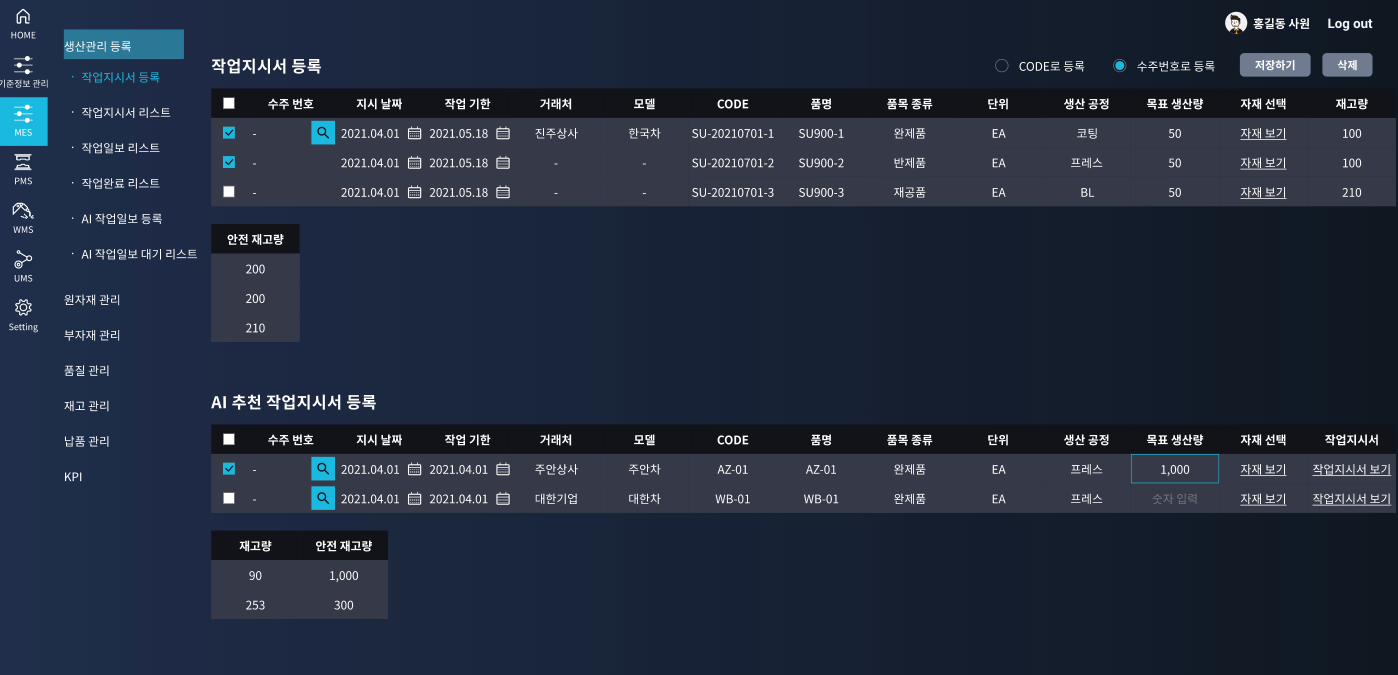 홍길동 사원 Log out
HOME
기준정보 관리
MES
PMS
WMS
UMS
Setting
생산관리 등록
· 작업지시서 등록
· 작업지시서 리스트
· 작업일보 리스트
· 작업완료 리스트
· AI 작업일보 등록
· AI 작업일보 대기 리스트
원자재 관리
부자재 관리
품질 관리
재고 관리
납품 관리
KPI
작업지시서 등록 CODE로 등록 수주번호로 등록 저장하기 삭제
수주 번호 지시 날짜 작업 기한 거래처 모델 CODE 품명 품목 종류 단위 생산 공정 목표 생산량 자재 선택 재고량
- 2021.04.01 2021.05.18 진주상사 한국차 SU-20210701-1 SU900-1 완제품 EA 코팅 50 자재 보기 100
- 2021.04.01 2021.05.18 - - SU-20210701-2 SU900-2 반제품 EA 프레스 50 자재 보기 100
- 2021.04.01 2021.05.18 - - SU-20210701-3 SU900-3 재공품 EA BL 50 자재 보기 210
안전 재고량
200
200
210
AI 추천 작업지시서 등록
수주 번호 지시 날짜 작업 기한 거래처 모델 CODE 품명 품목 종류 단위 생산 공정 목표 생산량 자재 선택 작업지시서
- 2021.04.01 2021.04.01 주안상사 주안차 AZ-01 AZ-01 완제품 EA 프레스 1,000 자재 보기 작업지시서 보기
- 2021.04.01 2021.04.01 대한기업 대한차 WB-01 WB-01 완제품 EA 프레스 숫자 입력 자재 보기 작업지시서 보기
재고량 안전 재고량
90 1,000
253 300